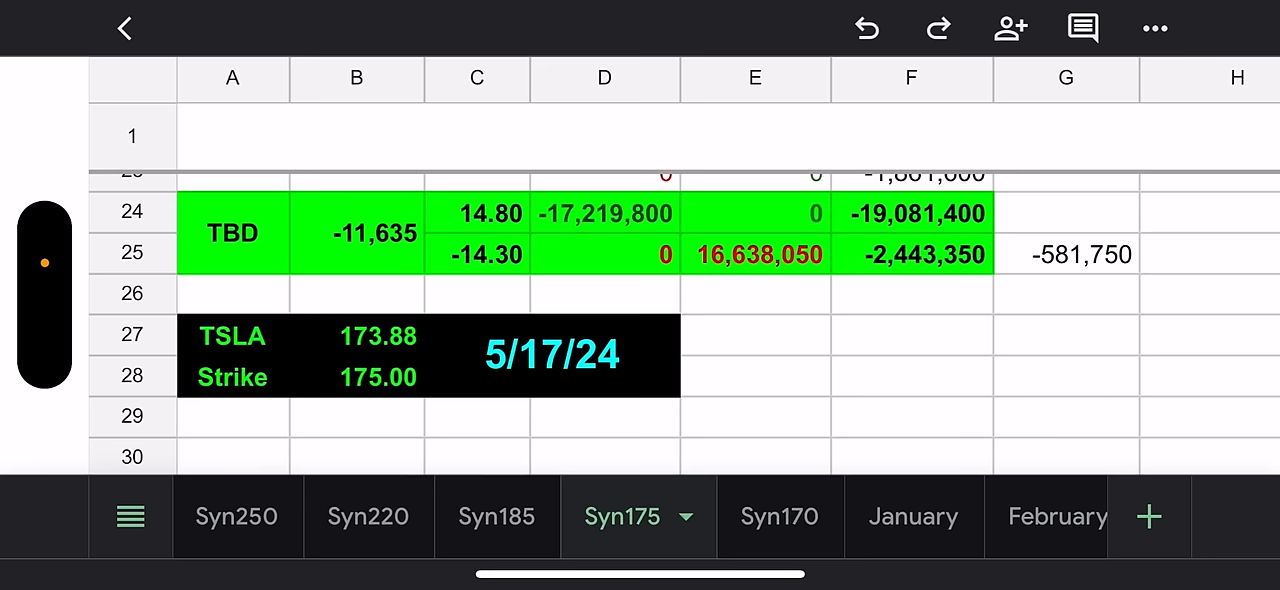 A B C D E F G H
1
24 TBD -11,635 14.80 -17,219,800 0 -19,081,400
25 -14.30 0 16,638,050 -2,443,350 -581,750
26
27 TSLA 173.88 5/17/24
28 Strike 175.00
29
30
Syn250 Syn220 Syn185 Syn175 Syn170 January February